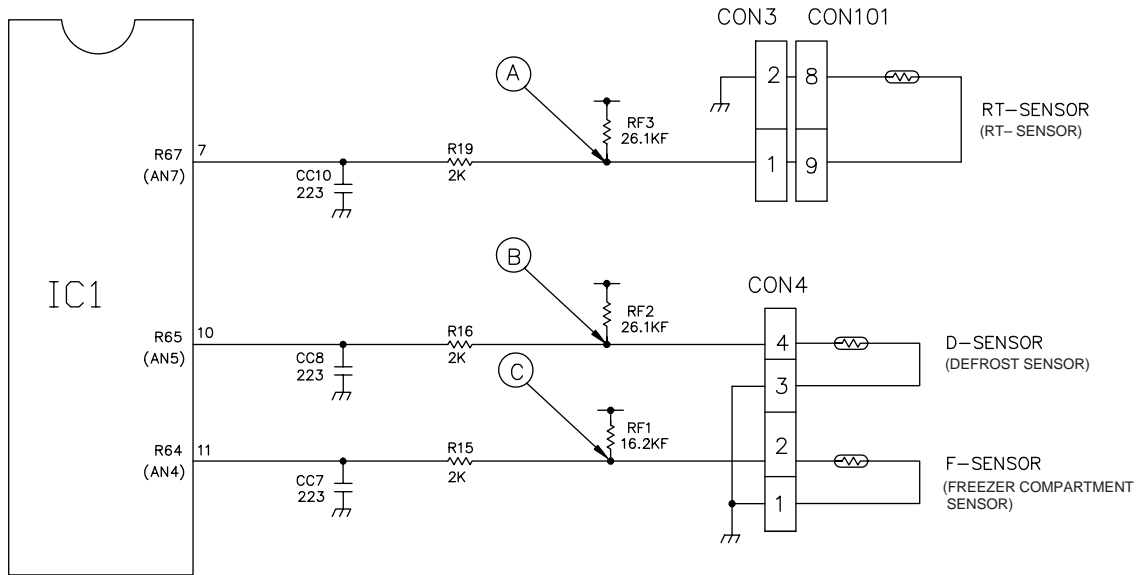 CON3 CON101
A
2 8
RF3
26.1KF
RT-SENSOR
(RT- SENSOR)
R67 7
(AN7)
R19
2K
1 9
CC10
223
B
CON4
IC1
RF2
26.1KF
R65 10
(AN5)
R16
2K
4
D-SENSOR
(DEFROST SENSOR)
CC8
223
C
3
RF1
16.2KF
R64 11
(AN4)
R15
2K
2
F-SENSOR
(FREEZER COMPARTMENT
SENSOR)
CC7
223
1